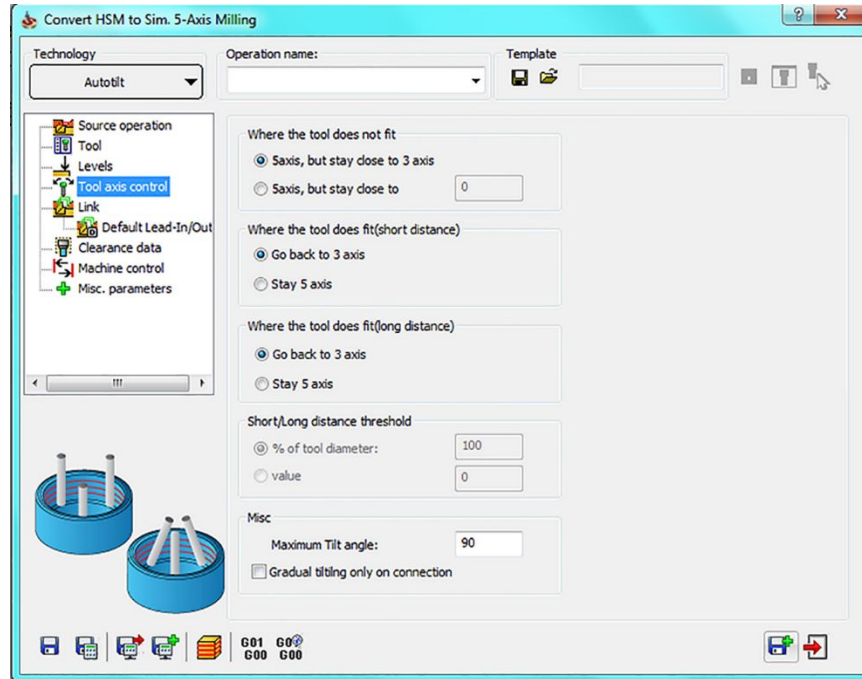 Convert HSM to Sim. 5-Axis Milling
Technology
Autotilt
Operation name:
Template
Source operation
Tool
Levels
Tool axis control
Link
Default Lead-In/Out
Clearance data
Machine control
Misc. parameters
Where the tool does not fit
5axis, but stay close to 3 axis
5axis, but stay close to 0
Where the tool does fit(short distance)
Go back to 3 axis
Stay 5 axis
Where the tool does fit(long distance)
Go back to 3 axis
Stay 5 axis
Short/Long distance threshold
% of tool diameter: 100
value 0
Misc
Maximum Tilt angle: 90
Gradual tiltilng only on connection
G01 G0
G00 G00